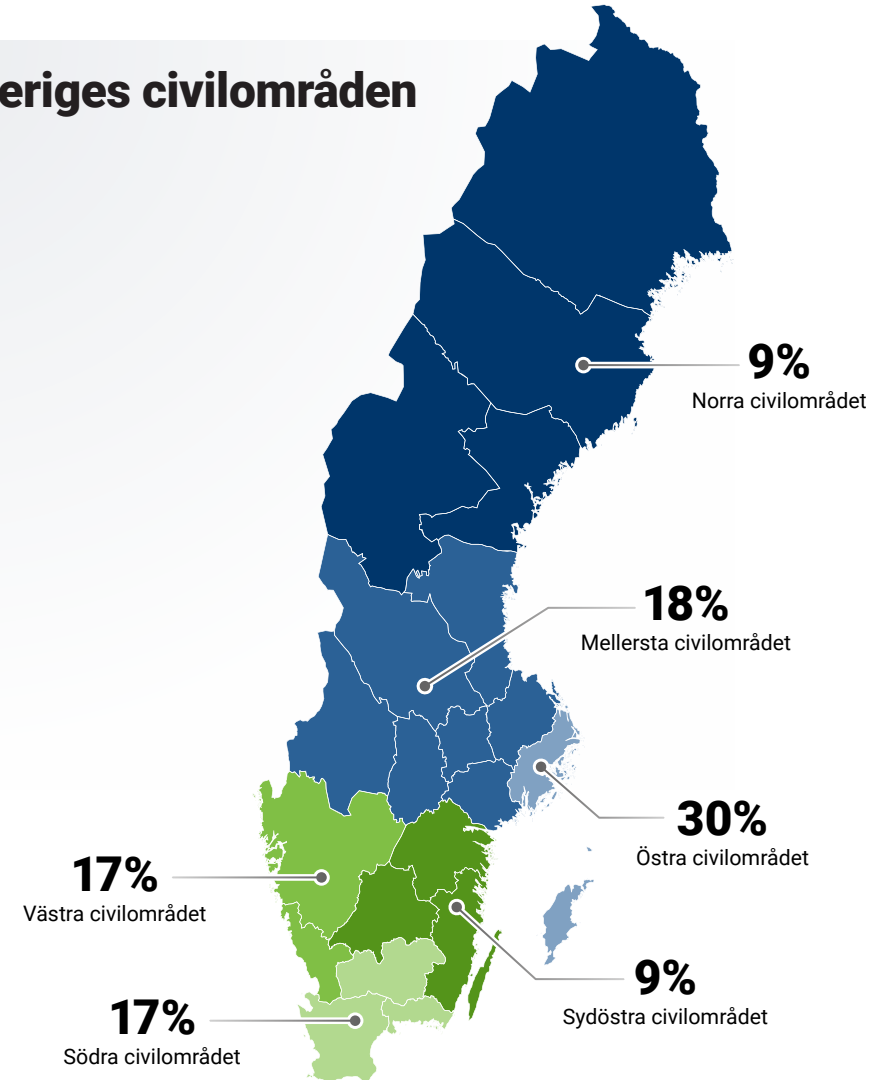 eriges civilområden
9%
Norra civilområdet
18%
Mellersta civilområdet
30%
Östra civilområdet
17%
Västra civilområdet
9%
Sydöstra civilområdet
17%
Södra civilområdet